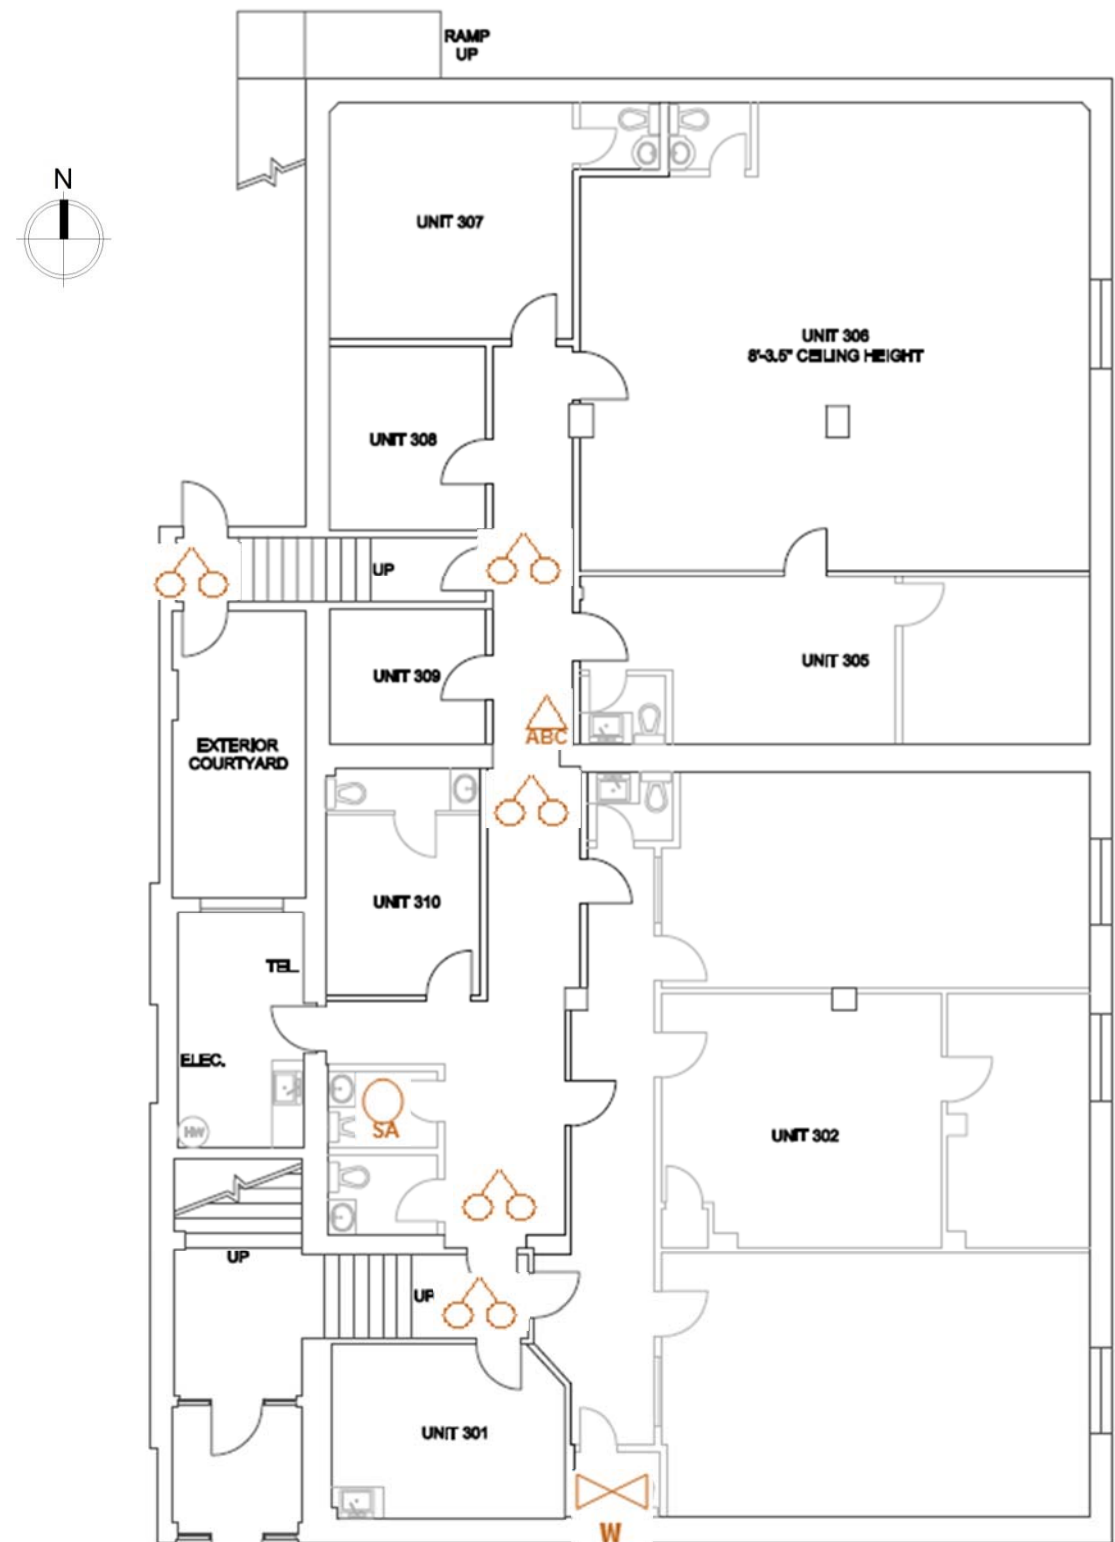 RAMP
UP
N
UNIT 307
UNIT 306
8'-3.5" CEILING HEIGHT
UNIT 308
UP
UNIT 305
UNIT 309
ABC
EXTERIOR
COURTYARD
UNIT 310
TEL.
ELEC.
SA
HW
UNIT 302
UP
UP
UNIT 301
W